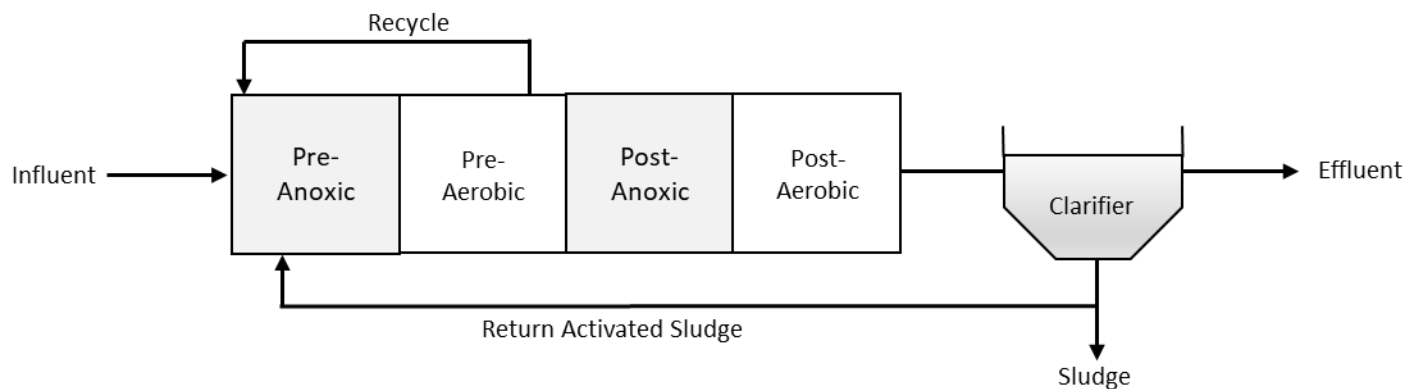 Recycle
Influent
Pre-
Anoxic
Pre-
Aerobic
Post-
Anoxic
Post-
Aerobic
Clarifier
Effluent
Return Activated Sludge
Sludge